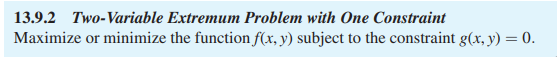 13.9.2 Two-Variable Extremum Problem with One Constraint
Maximize or minimize the function f(x, y) subject to the constraint g(x, y) = 0.